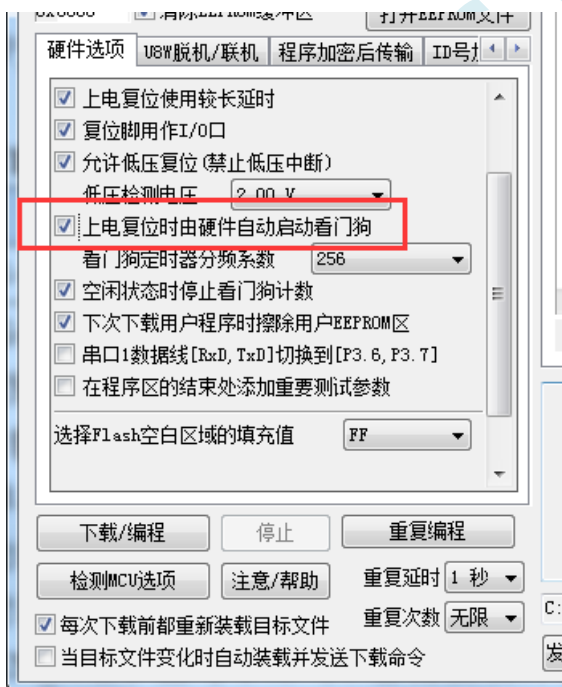 清除EEPROM缓冲区 打开EEPROM文件
硬件选项 U8W脱机/联机 程序加密后传输 ID号
上电复位使用较长延时
复位脚用作I/O口
允许低压复位(禁止低压中断)
低压检测电压 2.00 V
上电复位时由硬件自动启动看门狗
看门狗定时器分频系数 256
空闲状态时停止看门狗计数
下次下载用户程序时擦除用户EEPROM区
串口1数据线[RxD,TxD]切换到[P3.6,P3.7]
在程序区的结束处添加重要测试参数
选择Flash空白区域的填充值 FF
下载/编程 停止 重复编程
检测MCU选项 注意/帮助 重复延时 1 秒
每次下载前都重新装载目标文件 重复次数 无限
C:
当目标文件变化时自动装载并发送下载命令
发